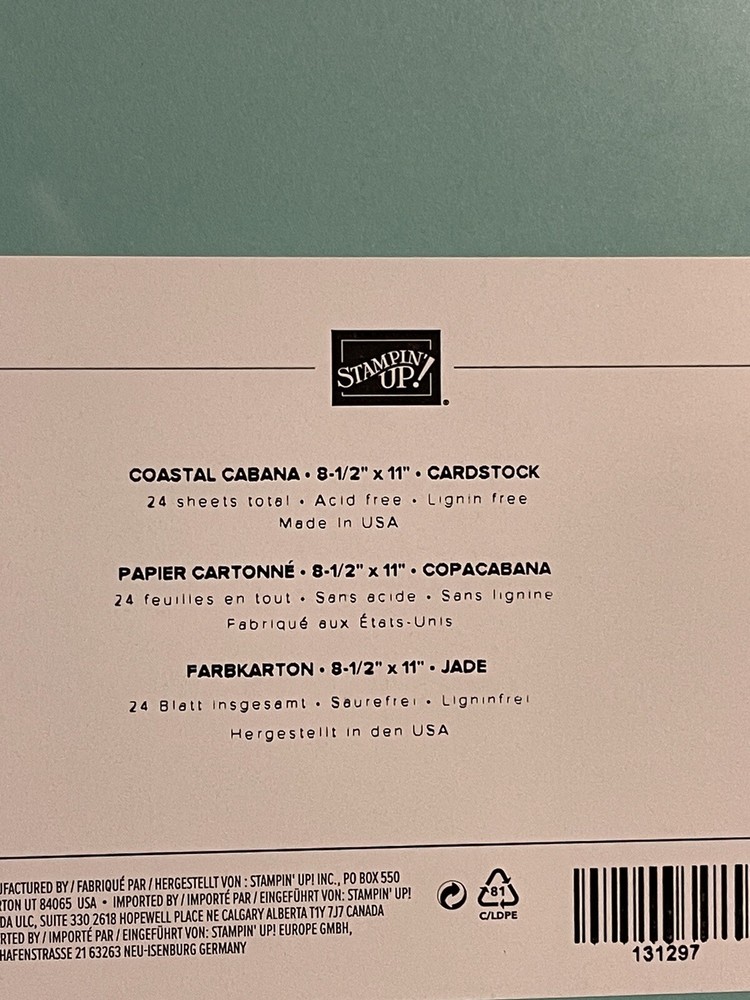 STAMPIN' UP!
COASTAL CABANA • 8-1/2" x 11" • CARDSTOCK
24 sheets total • Acid free • Lignin free
Made In USA
PAPIER CARTONNÉ • 8-1/2" x 11" • COPACABANA
24 feuilles en tout • Sans acide • Sans lignine
Fabriqué aux États-Unis
FARBKARTON • 8-1/2" x 11" • JADE
24 Blatt insgesamt • Säurefrei • Ligninfrei
Hergestellt in den USA
UFACTURED BY / FABRIQUÉ PAR / HERGESTELLT VON : STAMPIN' UP! INC., PO BOX 550
RTON UT 84065 USA • IMPORTED BY / IMPORTÉ PAR / EINGEFÜHRT VON: STAMPIN' UP!
DA ULC, SUITE 330 2618 HOPEWELL PLACE NE CALGARY ALBERTA T1Y 7J7 CANADA
RTED BY / IMPORTÉ PAR / EINGEFÜHRT VON: STAMPIN' UP! EUROPE GMBH,
HAFENSTRASSE 21 63263 NEU-ISENBURG GERMANY
81
C/LDPE
131297